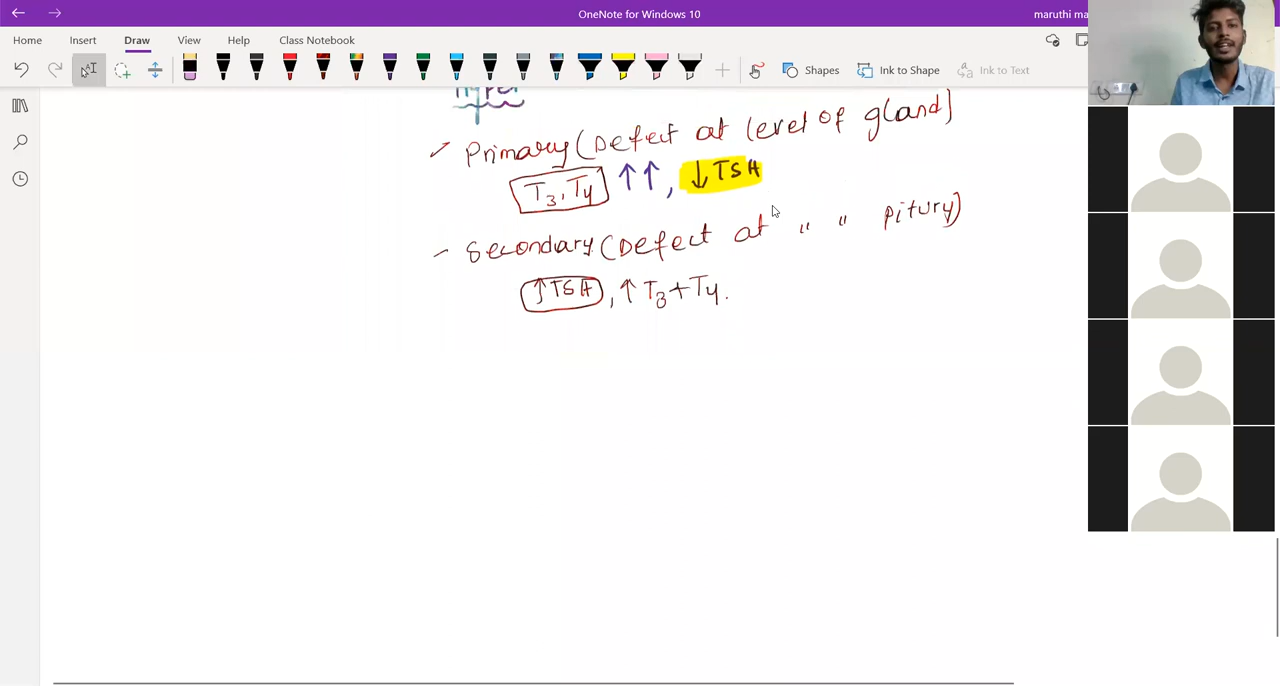 OneNote for Windows 10
maruthi ma
Home Insert Draw View Help Class Notebook
Shapes Ink to Shape Ink to Text
Hyper
Primary (Defect at level of gland)
T3, T4 ↑↑, ↓ TSH
- Secondary (Defect at " " pitury)
↑TSH, ↑ T3 + T4.